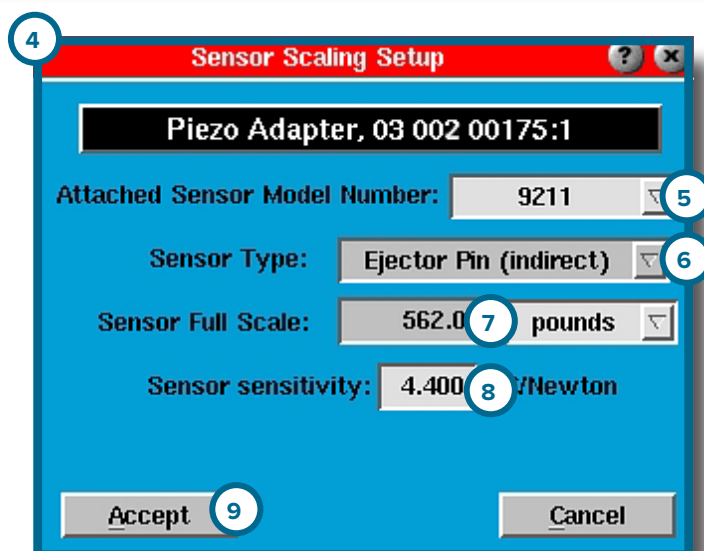 4
Sensor Scaling Setup ? x
Piezo Adapter, 03 002 00175:1
Attached Sensor Model Number: 9211 5
Sensor Type: Ejector Pin (indirect) 6
Sensor Full Scale: 562.0 7 pounds
Sensor sensitivity: 4.400 8 /Newton
Accept 9 Cancel